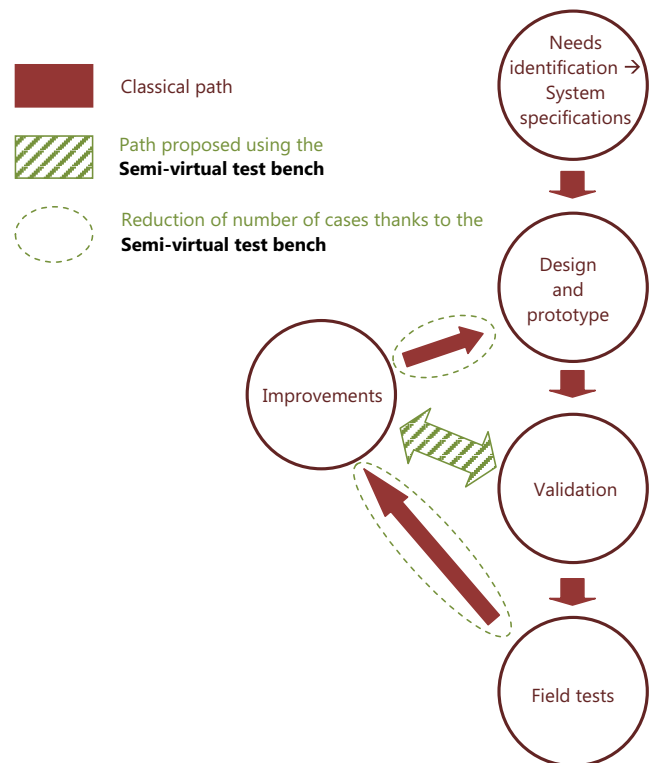 Classical path
Path proposed using the
Semi-virtual test bench
Reduction of number of cases thanks to the
Semi-virtual test bench
Needs
identification →
System
specifications
Design
and
prototype
Improvements
Validation
Field tests